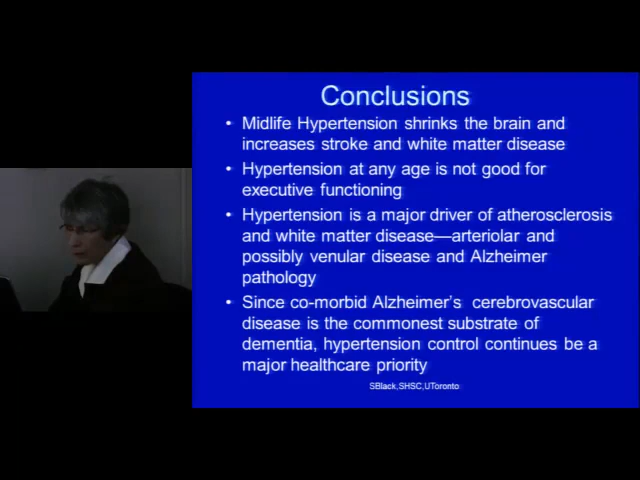 Conclusions
• Midlife Hypertension shrinks the brain and
increases stroke and white matter disease
• Hypertension at any age is not good for
executive functioning
• Hypertension is a major driver of atherosclerosis
and white matter disease—arteriolar and
possibly venular disease and Alzheimer
pathology
• Since co-morbid Alzheimer's cerebrovascular
disease is the commonest substrate of
dementia, hypertension control continues be a
major healthcare priority
SBlack,SHSC,UToronto